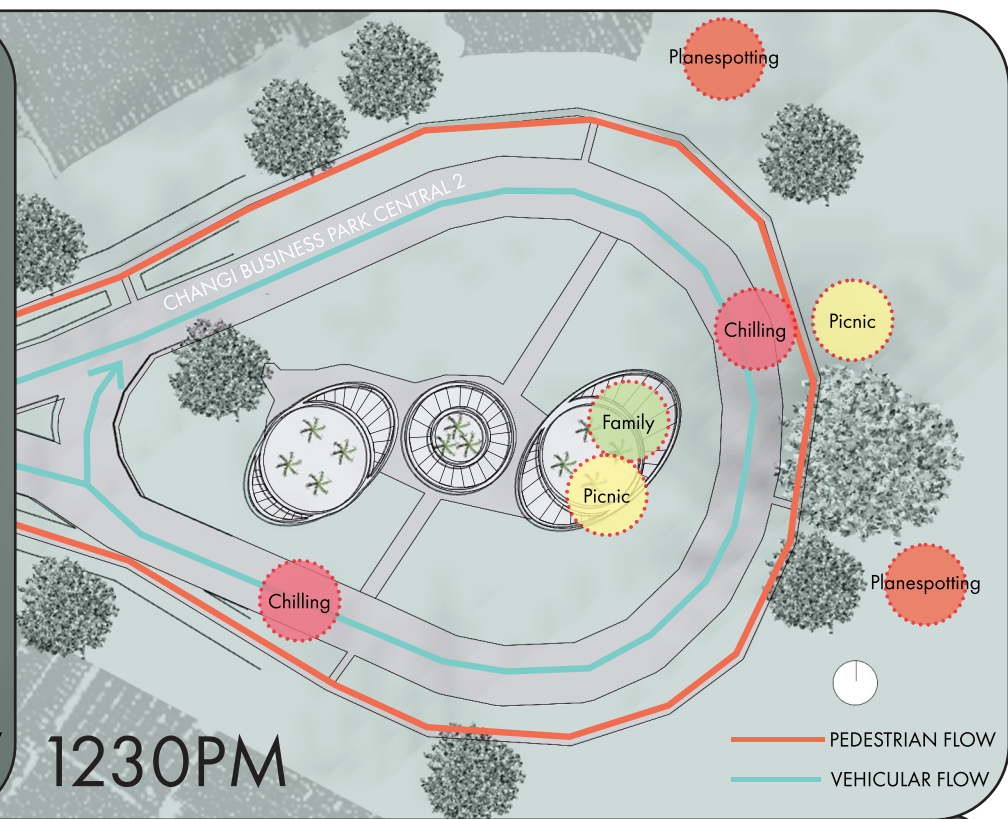 Planespotting
CHANGI BUSINESS PARK CENTRAL 2
Chilling
Picnic
Family
Picnic
Planespotting
Chilling
1230PM
PEDESTRIAN FLOW
VEHICULAR FLOW